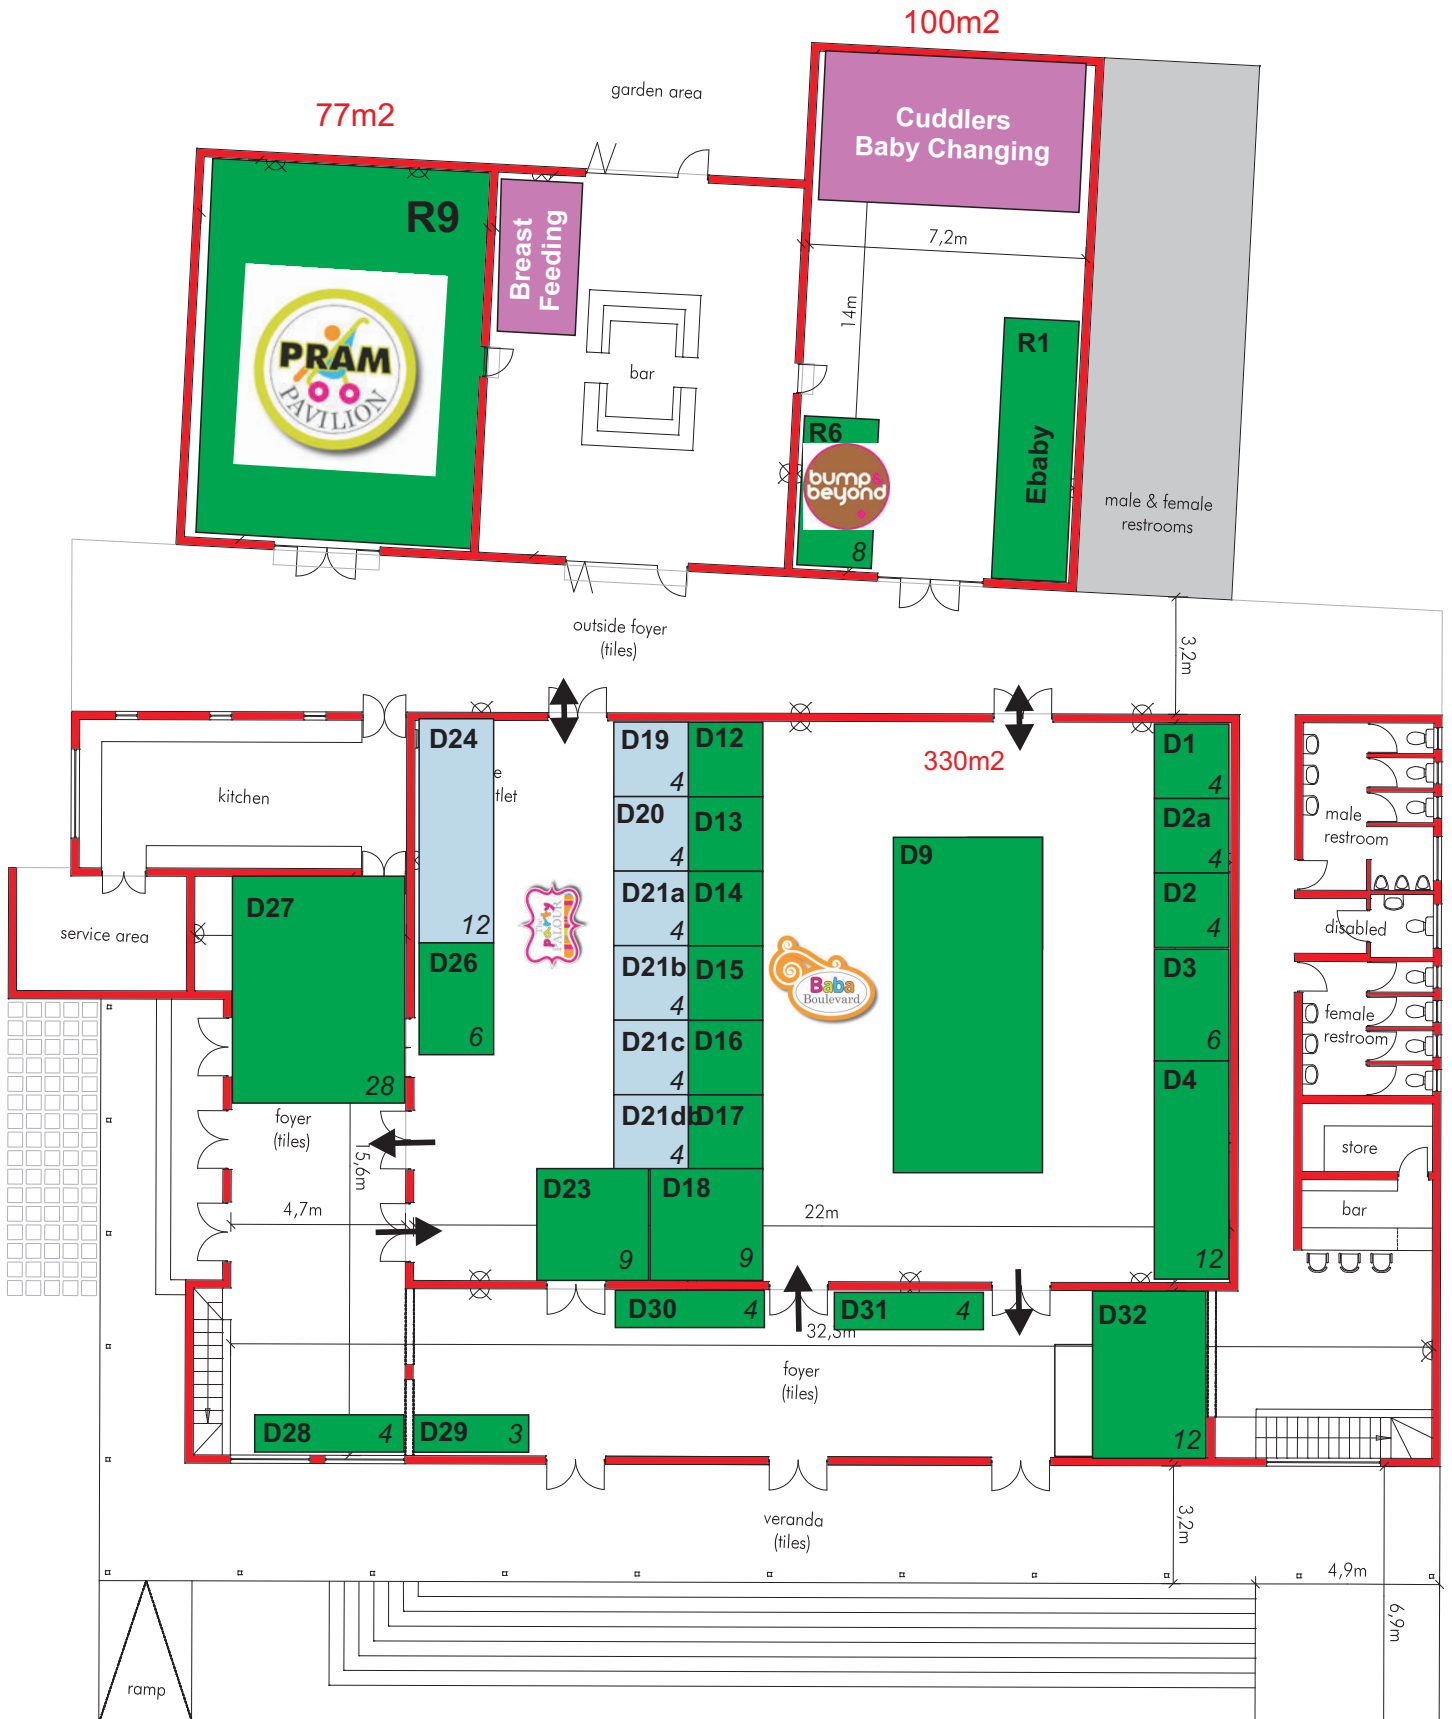 100m2
77m2
garden area
Cuddlers
Baby Changing
R9
Breast
Feeding
7,2m
14m
PRAM
PAVILION
bar
R1
Ebaby
R6
bump&
beyond
8
male & female
restrooms
outside foyer
(tiles)
3,2m
D24
12
D19
4
D12
330m2
D1
4
kitchen
D20
4
D13
D2a
4
male
restroom
D9
D27
28
D21a
4
D14
D2
4
service area
The
Party
PALOUR
disabled
D26
6
D21b
4
D15
Baba
Boulevard
D3
6
D21c
4
D16
female
restroom
D4
12
foyer
(tiles)
15,6m
D21db
4
D17
store
D23
9
D18
9
4,7m
22m
bar
D30
4
D31
4
D32
12
foyer
(tiles)
D28
4
D29
3
veranda
(tiles)
3,2m
4,9m
6,9m
ramp